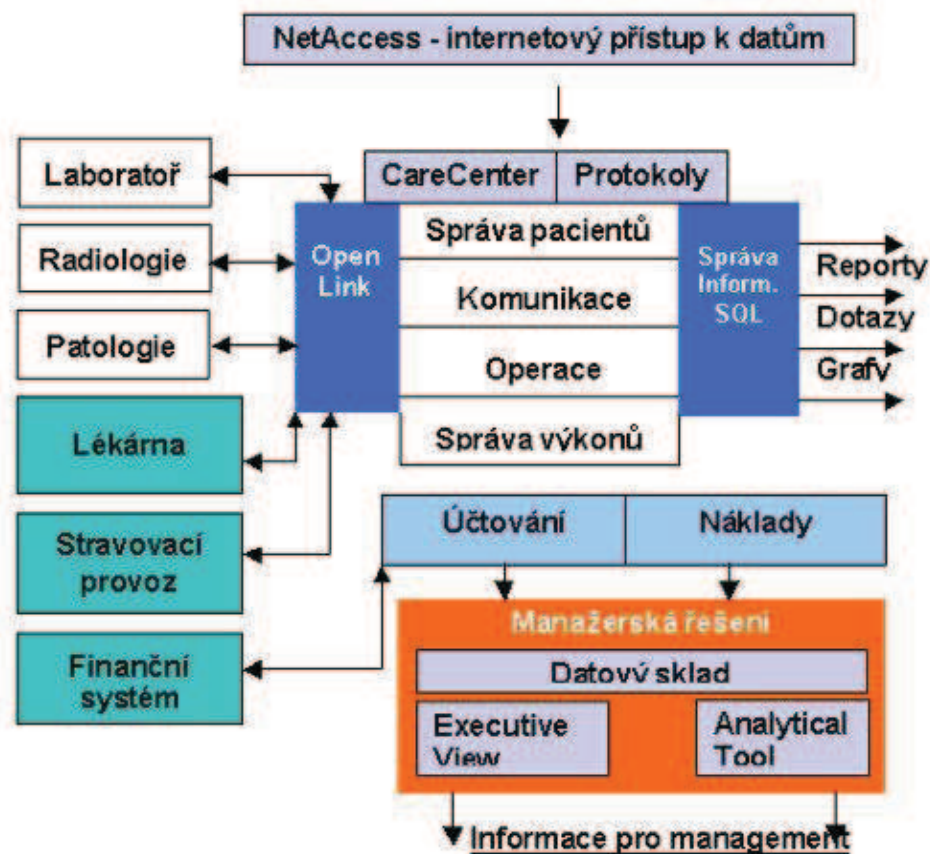 NetAccess - internetový přístup k datům
CareCenter
Protokoly
Laboratoř
Radiologie
Patologie
Lékárna
Stravovací
provoz
Finanční
systém
Open
Link
Správa pacientů
Komunikace
Operace
Správa výkonů
Správa
Inform.
SQL
Reporty
Dotazy
Grafy
Účtování
Náklady
Manažerská řešení
Datový sklad
Executive
View
Analytical
Tool
Informace pro management